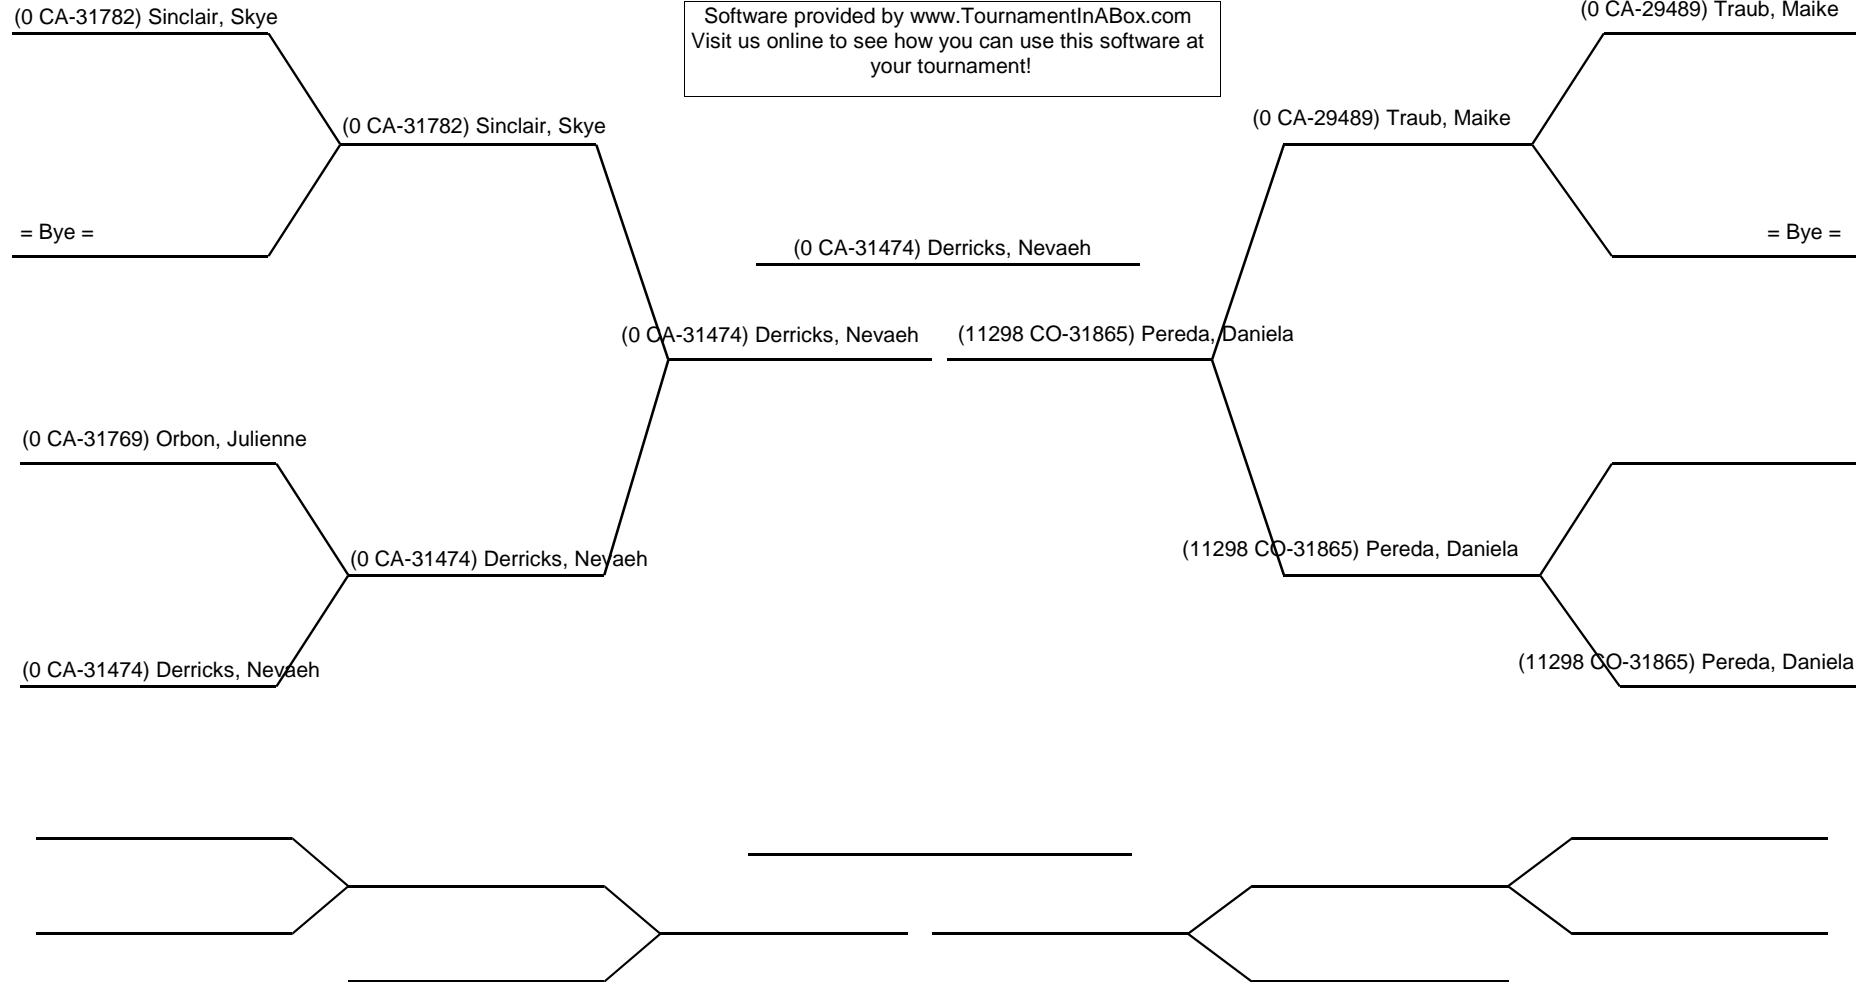 (0 CA-31782) Sinclair, Skye
Software provided by www.TournamentInABox.com
Visit us online to see how you can use this software at
your tournament!
(0 CA-29489) Traub, Maike
(0 CA-31782) Sinclair, Skye
(0 CA-29489) Traub, Maike
= Bye =
= Bye =
(0 CA-31474) Derricks, Nevaeh
(0 CA-31474) Derricks, Nevaeh
(11298 CO-31865) Pereda, Daniela
(0 CA-31769) Orbon, Julienne
(0 CA-31474) Derricks, Nevaeh
(11298 CO-31865) Pereda, Daniela
(0 CA-31474) Derricks, Nevaeh
(11298 CO-31865) Pereda, Daniela